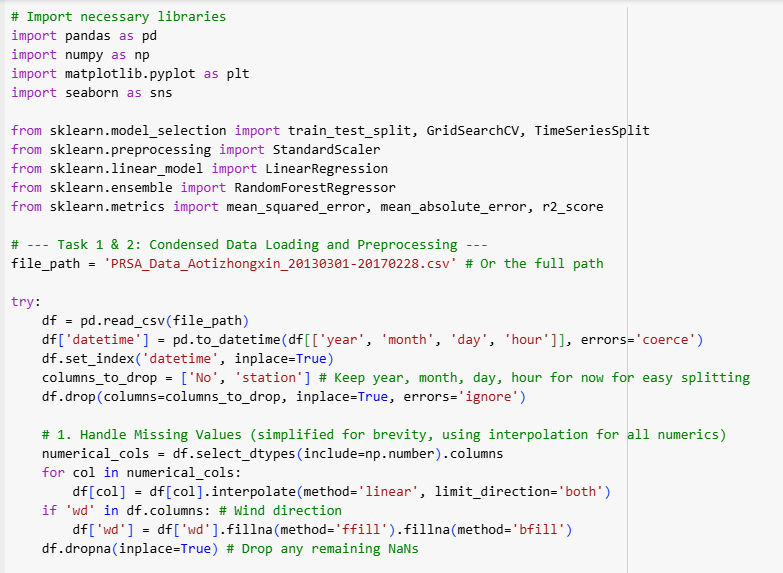 # Import necessary libraries
import pandas as pd
import numpy as np
import matplotlib.pyplot as plt
import seaborn as sns

from sklearn.model_selection import train_test_split, GridSearchCV, TimeSeriesSplit
from sklearn.preprocessing import StandardScaler
from sklearn.linear_model import LinearRegression
from sklearn.ensemble import RandomForestRegressor
from sklearn.metrics import mean_squared_error, mean_absolute_error, r2_score

# --- Task 1 & 2: Condensed Data Loading and Preprocessing ---
file_path = 'PRSA_Data_Aotizhongxin_20130301-20170228.csv' # Or the full path

try:
    df = pd.read_csv(file_path)
    df['datetime'] = pd.to_datetime(df[['year', 'month', 'day', 'hour']], errors='coerce')
    df.set_index('datetime', inplace=True)
    columns_to_drop = ['No', 'station'] # Keep year, month, day, hour for now for easy splitting
    df.drop(columns=columns_to_drop, inplace=True, errors='ignore')

    # 1. Handle Missing Values (simplified for brevity, using interpolation for all numerics)
    numerical_cols = df.select_dtypes(include=np.number).columns
    for col in numerical_cols:
        df[col] = df[col].interpolate(method='linear', limit_direction='both')
    if 'wd' in df.columns: # Wind direction
        df['wd'] = df['wd'].fillna(method='ffill').fillna(method='bfill')
    df.dropna(inplace=True) # Drop any remaining NaNs